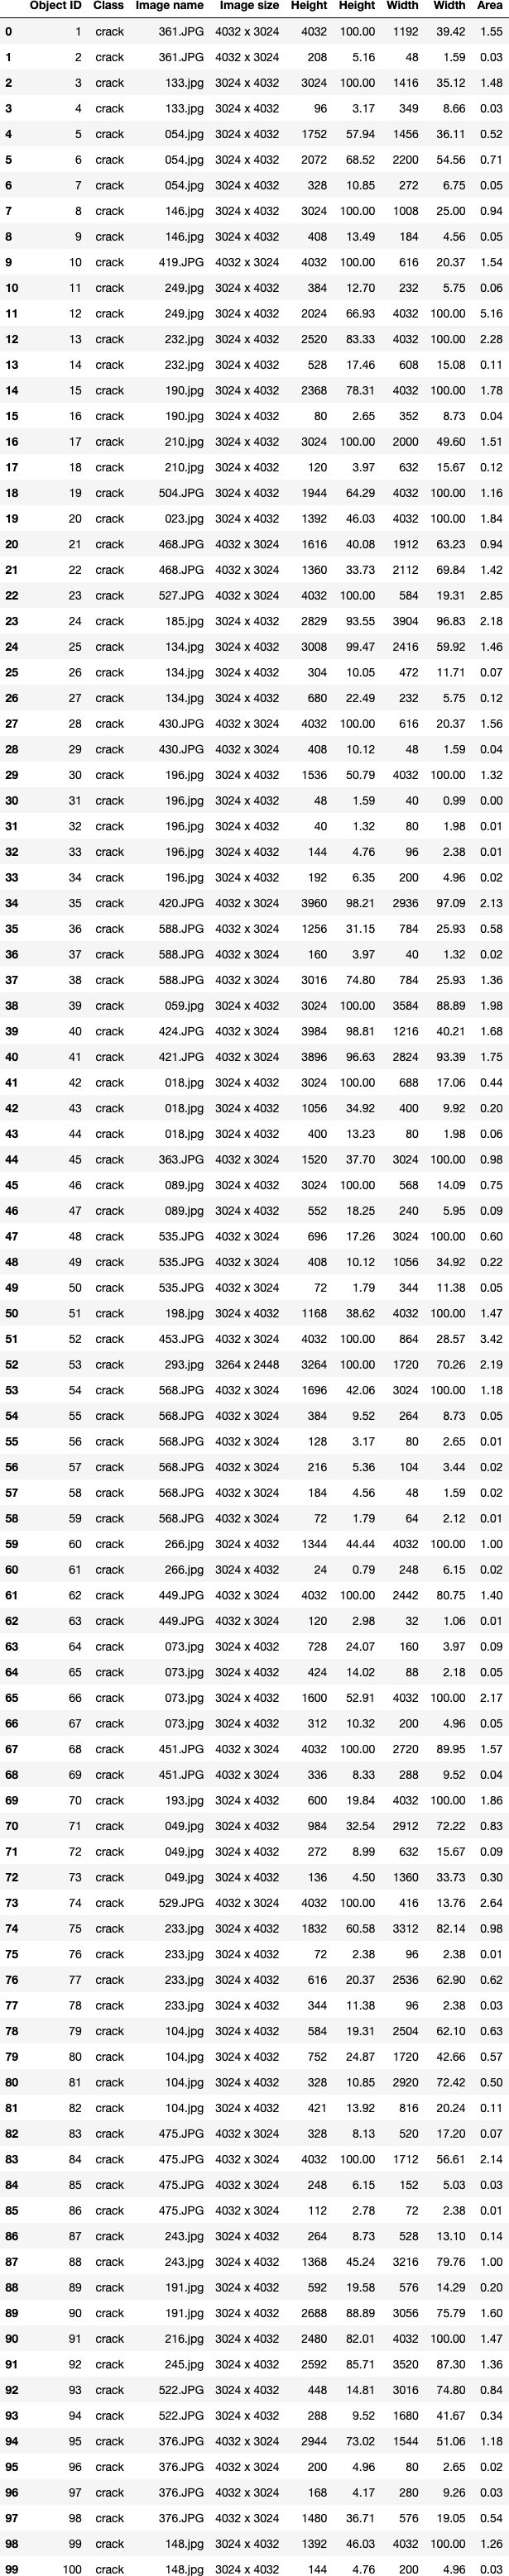 Object ID Class Image name Image size Height Height Width Width Area
0 1 crack 361.JPG 4032 x 3024 4032 100.00 1192 39.42 1.55
1 2 crack 361.JPG 4032 x 3024 208 5.16 48 1.59 0.03
2 3 crack 133.jpg 3024 x 4032 3024 100.00 1416 35.12 1.48
3 4 crack 133.jpg 3024 x 4032 96 3.17 349 8.66 0.03
4 5 crack 054.jpg 3024 x 4032 1752 57.94 1456 36.11 0.52
5 6 crack 054.jpg 3024 x 4032 2072 68.52 2200 54.56 0.71
6 7 crack 054.jpg 3024 x 4032 328 10.85 272 6.75 0.05
7 8 crack 146.jpg 3024 x 4032 3024 100.00 1008 25.00 0.94
8 9 crack 146.jpg 3024 x 4032 408 13.49 184 4.56 0.05
9 10 crack 419.JPG 4032 x 3024 4032 100.00 616 20.37 1.54
10 11 crack 249.jpg 3024 x 4032 384 12.70 232 5.75 0.06
11 12 crack 249.jpg 3024 x 4032 2024 66.93 4032 100.00 5.16
12 13 crack 232.jpg 3024 x 4032 2520 83.33 4032 100.00 2.28
13 14 crack 232.jpg 3024 x 4032 528 17.46 608 15.08 0.11
14 15 crack 190.jpg 3024 x 4032 2368 78.31 4032 100.00 1.78
15 16 crack 190.jpg 3024 x 4032 80 2.65 352 8.73 0.04
16 17 crack 210.jpg 3024 x 4032 3024 100.00 2000 49.60 1.51
17 18 crack 210.jpg 3024 x 4032 120 3.97 632 15.67 0.12
18 19 crack 504.JPG 3024 x 4032 1944 64.29 4032 100.00 1.16
19 20 crack 023.jpg 3024 x 4032 1392 46.03 4032 100.00 1.84
20 21 crack 468.JPG 4032 x 3024 1616 40.08 1912 63.23 0.94
21 22 crack 468.JPG 4032 x 3024 1360 33.73 2112 69.84 1.42
22 23 crack 527.JPG 4032 x 3024 4032 100.00 584 19.31 2.85
23 24 crack 185.jpg 3024 x 4032 2829 93.55 3904 96.83 2.18
24 25 crack 134.jpg 3024 x 4032 3008 99.47 2416 59.92 1.46
25 26 crack 134.jpg 3024 x 4032 304 10.05 472 11.71 0.07
26 27 crack 134.jpg 3024 x 4032 680 22.49 232 5.75 0.12
27 28 crack 430.JPG 4032 x 3024 4032 100.00 616 20.37 1.56
28 29 crack 430.JPG 4032 x 3024 408 10.12 48 1.59 0.04
29 30 crack 196.jpg 3024 x 4032 1536 50.79 4032 100.00 1.32
30 31 crack 196.jpg 3024 x 4032 48 1.59 40 0.99 0.00
31 32 crack 196.jpg 3024 x 4032 40 1.32 80 1.98 0.01
32 33 crack 196.jpg 3024 x 4032 144 4.76 96 2.38 0.01
33 34 crack 196.jpg 3024 x 4032 192 6.35 200 4.96 0.02
34 35 crack 420.JPG 4032 x 3024 3960 98.21 2936 97.09 2.13
35 36 crack 588.JPG 4032 x 3024 1256 31.15 784 25.93 0.58
36 37 crack 588.JPG 4032 x 3024 160 3.97 40 1.32 0.02
37 38 crack 588.JPG 4032 x 3024 3016 74.80 784 25.93 1.36
38 39 crack 059.jpg 3024 x 4032 3024 100.00 3584 88.89 1.98
39 40 crack 424.JPG 4032 x 3024 3984 98.81 1216 40.21 1.68
40 41 crack 421.JPG 4032 x 3024 3896 96.63 2824 93.39 1.75
41 42 crack 018.jpg 3024 x 4032 3024 100.00 688 17.06 0.44
42 43 crack 018.jpg 3024 x 4032 1056 34.92 400 9.92 0.20
43 44 crack 018.jpg 3024 x 4032 400 13.23 80 1.98 0.06
44 45 crack 363.JPG 4032 x 3024 1520 37.70 3024 100.00 0.98
45 46 crack 089.jpg 3024 x 4032 3024 100.00 568 14.09 0.75
46 47 crack 089.jpg 3024 x 4032 552 18.25 240 5.95 0.09
47 48 crack 535.JPG 4032 x 3024 696 17.26 3024 100.00 0.60
48 49 crack 535.JPG 4032 x 3024 408 10.12 1056 34.92 0.22
49 50 crack 535.JPG 4032 x 3024 72 1.79 344 11.38 0.05
50 51 crack 198.jpg 3024 x 4032 1168 38.62 4032 100.00 1.47
51 52 crack 453.JPG 4032 x 3024 4032 100.00 864 28.57 3.42
52 53 crack 293.JPG 3264 x 2448 3264 100.00 1720 70.26 2.19
53 54 crack 568.JPG 4032 x 3024 1696 42.06 3024 100.00 1.18
54 55 crack 568.JPG 4032 x 3024 384 9.52 264 8.73 0.05
55 56 crack 568.JPG 4032 x 3024 128 3.17 80 2.65 0.01
56 57 crack 568.JPG 4032 x 3024 216 5.36 104 3.44 0.02
57 58 crack 568.JPG 4032 x 3024 184 4.56 48 1.59 0.02
58 59 crack 568.JPG 4032 x 3024 72 1.79 64 2.12 0.01
59 60 crack 266.jpg 3024 x 4032 1344 44.44 4032 100.00 1.00
60 61 crack 266.jpg 3024 x 4032 24 0.79 248 6.15 0.02
61 62 crack 449.JPG 4032 x 3024 4032 100.00 2442 80.75 1.40
62 63 crack 449.JPG 4032 x 3024 120 2.98 32 1.06 0.01
63 64 crack 073.jpg 3024 x 4032 728 24.07 160 3.97 0.09
64 65 crack 073.jpg 3024 x 4032 424 14.02 88 2.18 0.05
65 66 crack 073.jpg 3024 x 4032 1600 52.91 4032 100.00 2.17
66 67 crack 073.jpg 3024 x 4032 312 10.32 200 4.96 0.05
67 68 crack 451.JPG 4032 x 3024 4032 100.00 2720 89.95 1.57
68 69 crack 451.JPG 4032 x 3024 336 8.33 288 9.52 0.04
69 70 crack 193.jpg 3024 x 4032 600 19.84 4032 100.00 1.86
70 71 crack 049.jpg 3024 x 4032 984 32.54 2912 72.22 0.83
71 72 crack 049.jpg 3024 x 4032 272 8.99 632 15.67 0.09
72 73 crack 049.jpg 3024 x 4032 136 4.50 1360 33.73 0.30
73 74 crack 529.JPG 4032 x 3024 4032 100.00 416 13.76 2.64
74 75 crack 233.jpg 3024 x 4032 1832 60.58 3312 82.14 0.98
75 76 crack 233.jpg 3024 x 4032 72 2.38 96 2.38 0.01
76 77 crack 233.jpg 3024 x 4032 616 20.37 2536 62.90 0.62
77 78 crack 233.jpg 3024 x 4032 344 11.38 96 2.38 0.03
78 79 crack 104.jpg 3024 x 4032 584 19.31 2504 62.10 0.63
79 80 crack 104.jpg 3024 x 4032 752 24.87 1720 42.66 0.57
80 81 crack 104.jpg 3024 x 4032 328 10.85 2920 72.42 0.50
81 82 crack 104.jpg 3024 x 4032 421 13.92 816 20.24 0.11
82 83 crack 475.JPG 4032 x 3024 328 8.13 520 17.20 0.07
83 84 crack 475.JPG 4032 x 3024 4032 100.00 1712 56.61 2.14
84 85 crack 475.JPG 4032 x 3024 248 6.15 152 5.03 0.03
85 86 crack 475.JPG 4032 x 3024 112 2.78 72 2.38 0.01
86 87 crack 243.jpg 3024 x 4032 264 8.73 528 13.10 0.14
87 88 crack 243.jpg 3024 x 4032 1368 45.24 3216 79.76 1.00
88 89 crack 191.jpg 3024 x 4032 592 19.58 576 14.29 0.20
89 90 crack 191.jpg 3024 x 4032 2688 88.89 3056 75.79 1.60
90 91 crack 216.jpg 3024 x 4032 2480 82.01 4032 100.00 1.47
91 92 crack 245.jpg 3024 x 4032 2592 85.71 3520 87.30 1.36
92 93 crack 522.JPG 3024 x 4032 448 14.81 3016 74.80 0.84
93 94 crack 522.JPG 3024 x 4032 288 9.52 1680 41.67 0.34
94 95 crack 376.JPG 4032 x 3024 2944 73.02 1544 51.06 1.18
95 96 crack 376.JPG 4032 x 3024 200 4.96 80 2.65 0.02
96 97 crack 376.JPG 4032 x 3024 168 4.17 280 9.26 0.03
97 98 crack 376.JPG 4032 x 3024 1480 36.71 576 19.05 0.54
98 99 crack 148.jpg 3024 x 4032 1392 46.03 4032 100.00 1.26
99 100 crack 148.jpg 3024 x 4032 144 4.76 200 4.96 0.03